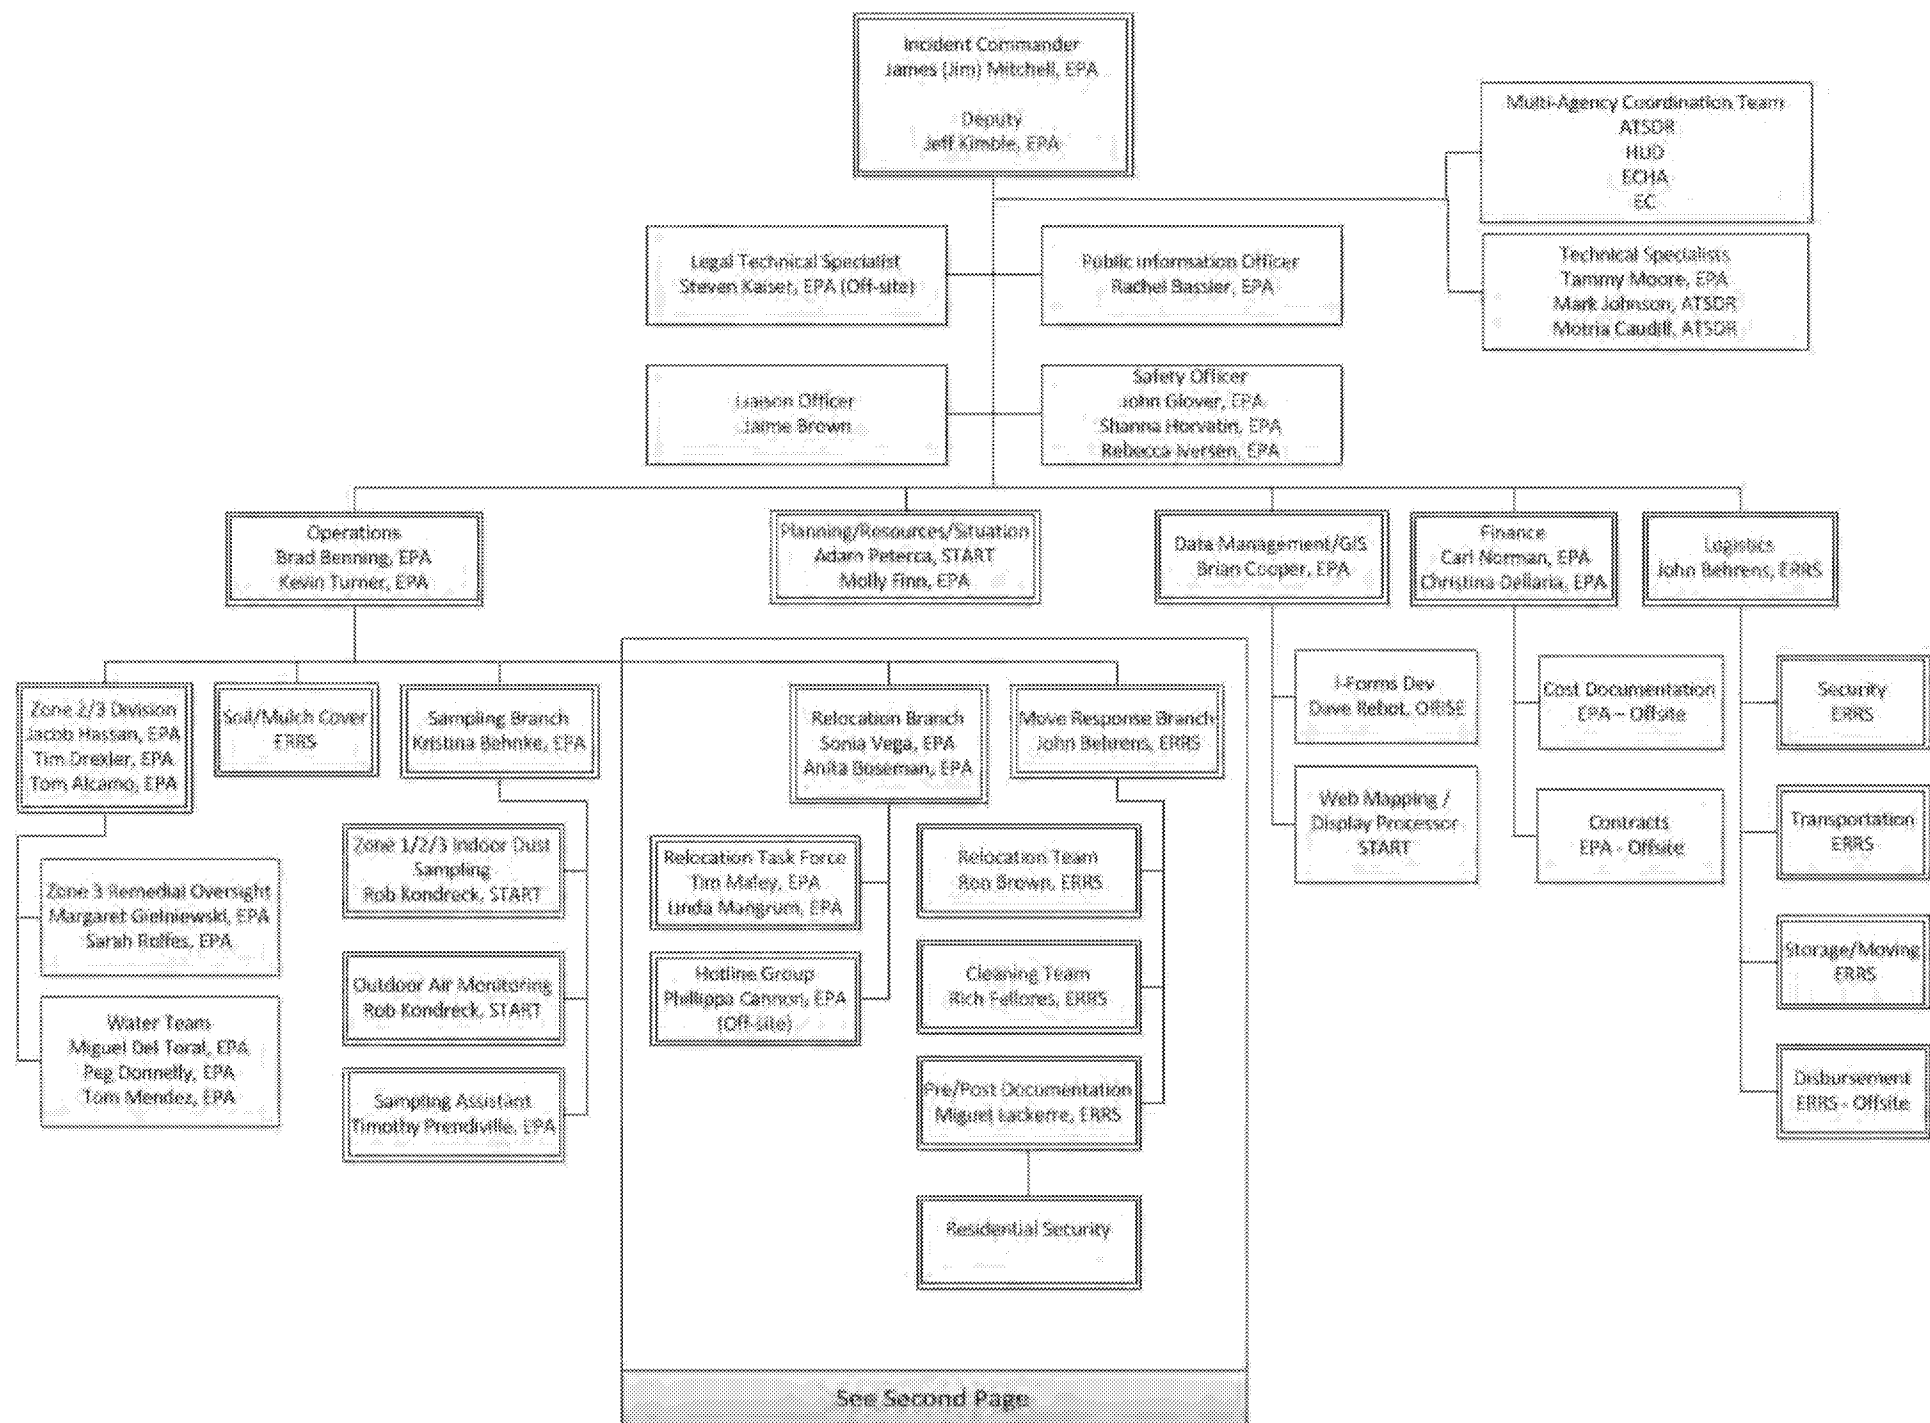 Incident Commander
James (Jim) Mitchell, EPA
Deputy
Jeff Kimble, EPA
Multi-Agency Coordination Team
ATSDR
HUD
ECHA
EC
Legal Technical Specialist
Steven Kaiser, EPA (Off-site)
Public Information Officer
Rachel Bassler, EPA
Technical Specialists
Tammy Moore, EPA
Mark Johnson, ATSDR
Motria Caudill, ATSDR
Liaison Officer
Jaime Brown
Safety Officer
John Glover, EPA
Shanna Horvatin, EPA
Rebecca Iversen, EPA
Operations
Brad Benning, EPA
Kevin Turner, EPA
Planning/Resources/Situation
Adam Peterca, START
Molly Finn, EPA
Data Management/GIS
Brian Cooper, EPA
Finance
Carl Norman, EPA
Christina Dellaria, EPA
Logistics
John Behrens, ERRS
Zone 2/3 Division
Jacob Hassan, EPA
Tim Drexler, EPA
Tom Alcamo, EPA
Soil/Mulch Cover
ERRS
Sampling Branch
Kristina Behnke, EPA
Relocation Branch
Sonia Vega, EPA
Anita Boseman, EPA
Move Response Branch
John Behrens, ERRS
I-Forms Dev
Dave Rebot, ORISE
Cost Documentation
EPA – Offsite
Security
ERRS
Zone 3 Remedial Oversight
Margaret Gielniewski, EPA
Sarah Rolfes, EPA
Zone 1/2/3 Indoor Dust
Sampling
Rob Kondreck, START
Relocation Task Force
Tim Mafey, EPA
Linda Mangrum, EPA
Relocation Team
Ron Brown, ERRS
Web Mapping /
Display Processor
START
Contracts
EPA - Offsite
Transportation
ERRS
Water Team
Miguel Del Toral, EPA
Peg Donnelly, EPA
Tom Mendez, EPA
Outdoor Air Monitoring
Rob Kondreck, START
Hotline Group
Phillippa Cannon, EPA
(Off-site)
Cleaning Team
Rich Fellores, ERRS
Storage/Moving
ERRS
Sampling Assistant
Timothy Prendiville, EPA
Pre/Post Documentation
Miguel Lackerre, ERRS
Disbursement
ERRS - Offsite
Residential Security
See Second Page